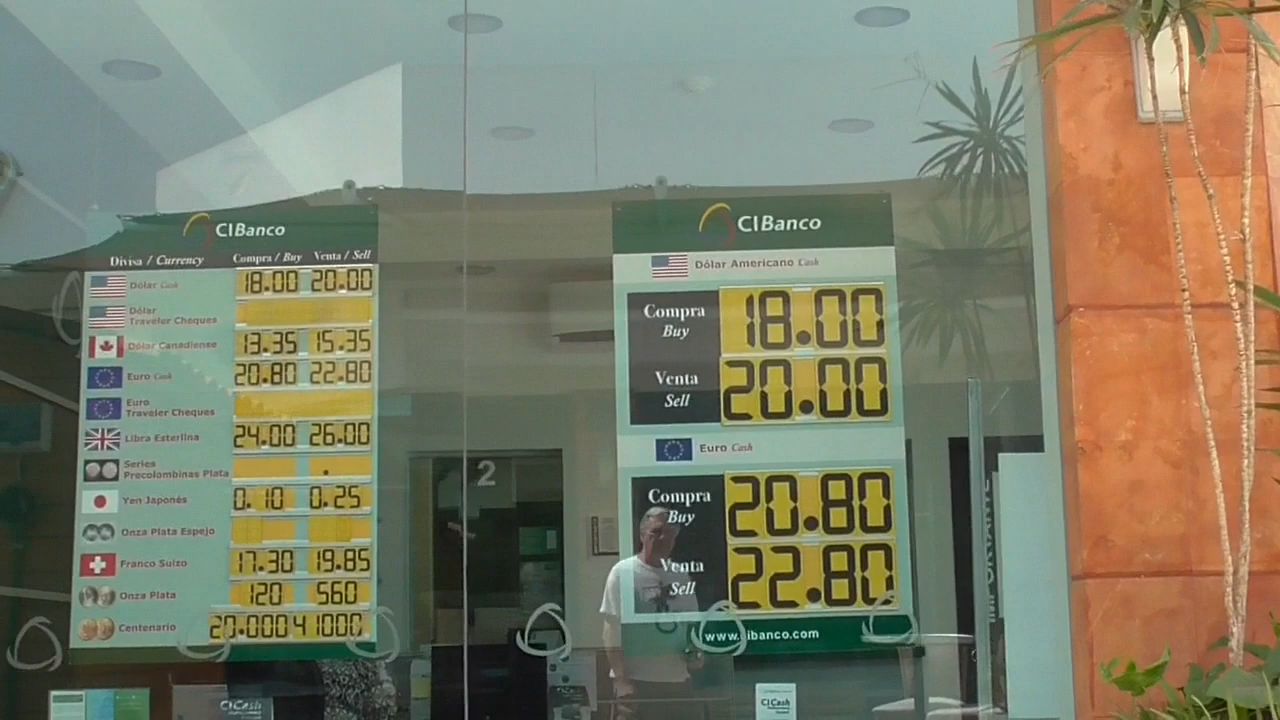 CIBanco
Divisa / Currency Compra / Buy Venta / Sell
Dólar Cash 18.00 20.00
Dólar
Traveler Cheques
Dólar Canadiense 13.35 15.35
Euro Cash 20.80 22.80
Euro
Traveler Cheques
Libra Esterlina 24.00 26.00
Series
Precolombinas Plata .
Yen Japonés 0.10 0.25
Onza Plata Espejo
Franco Suizo 17.30 19.85
Onza Plata 120 560
Centenario 20.000 41000
CICash
2
CIBanco
Dólar Americano Cash
Compra
Buy
18.00
Venta
Sell
20.00
Euro Cash
Compra
Buy
20.80
Venta
Sell
22.80
www.cibanco.com
CICash
IMPORTANTE